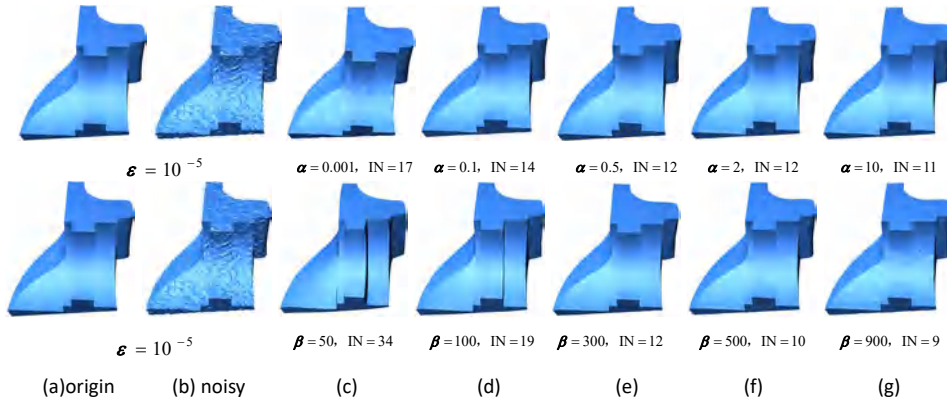 ε = 10 -5 α = 0.001, IN = 17 α = 0.1, IN = 14 α = 0.5, IN = 12 α = 2, IN = 12 α = 10, IN = 11
ε = 10 -5 β = 50, IN = 34 β = 100, IN = 19 β = 300, IN = 12 β = 500, IN = 10 β = 900, IN = 9
(a)origin (b) noisy (c) (d) (e) (f) (g)